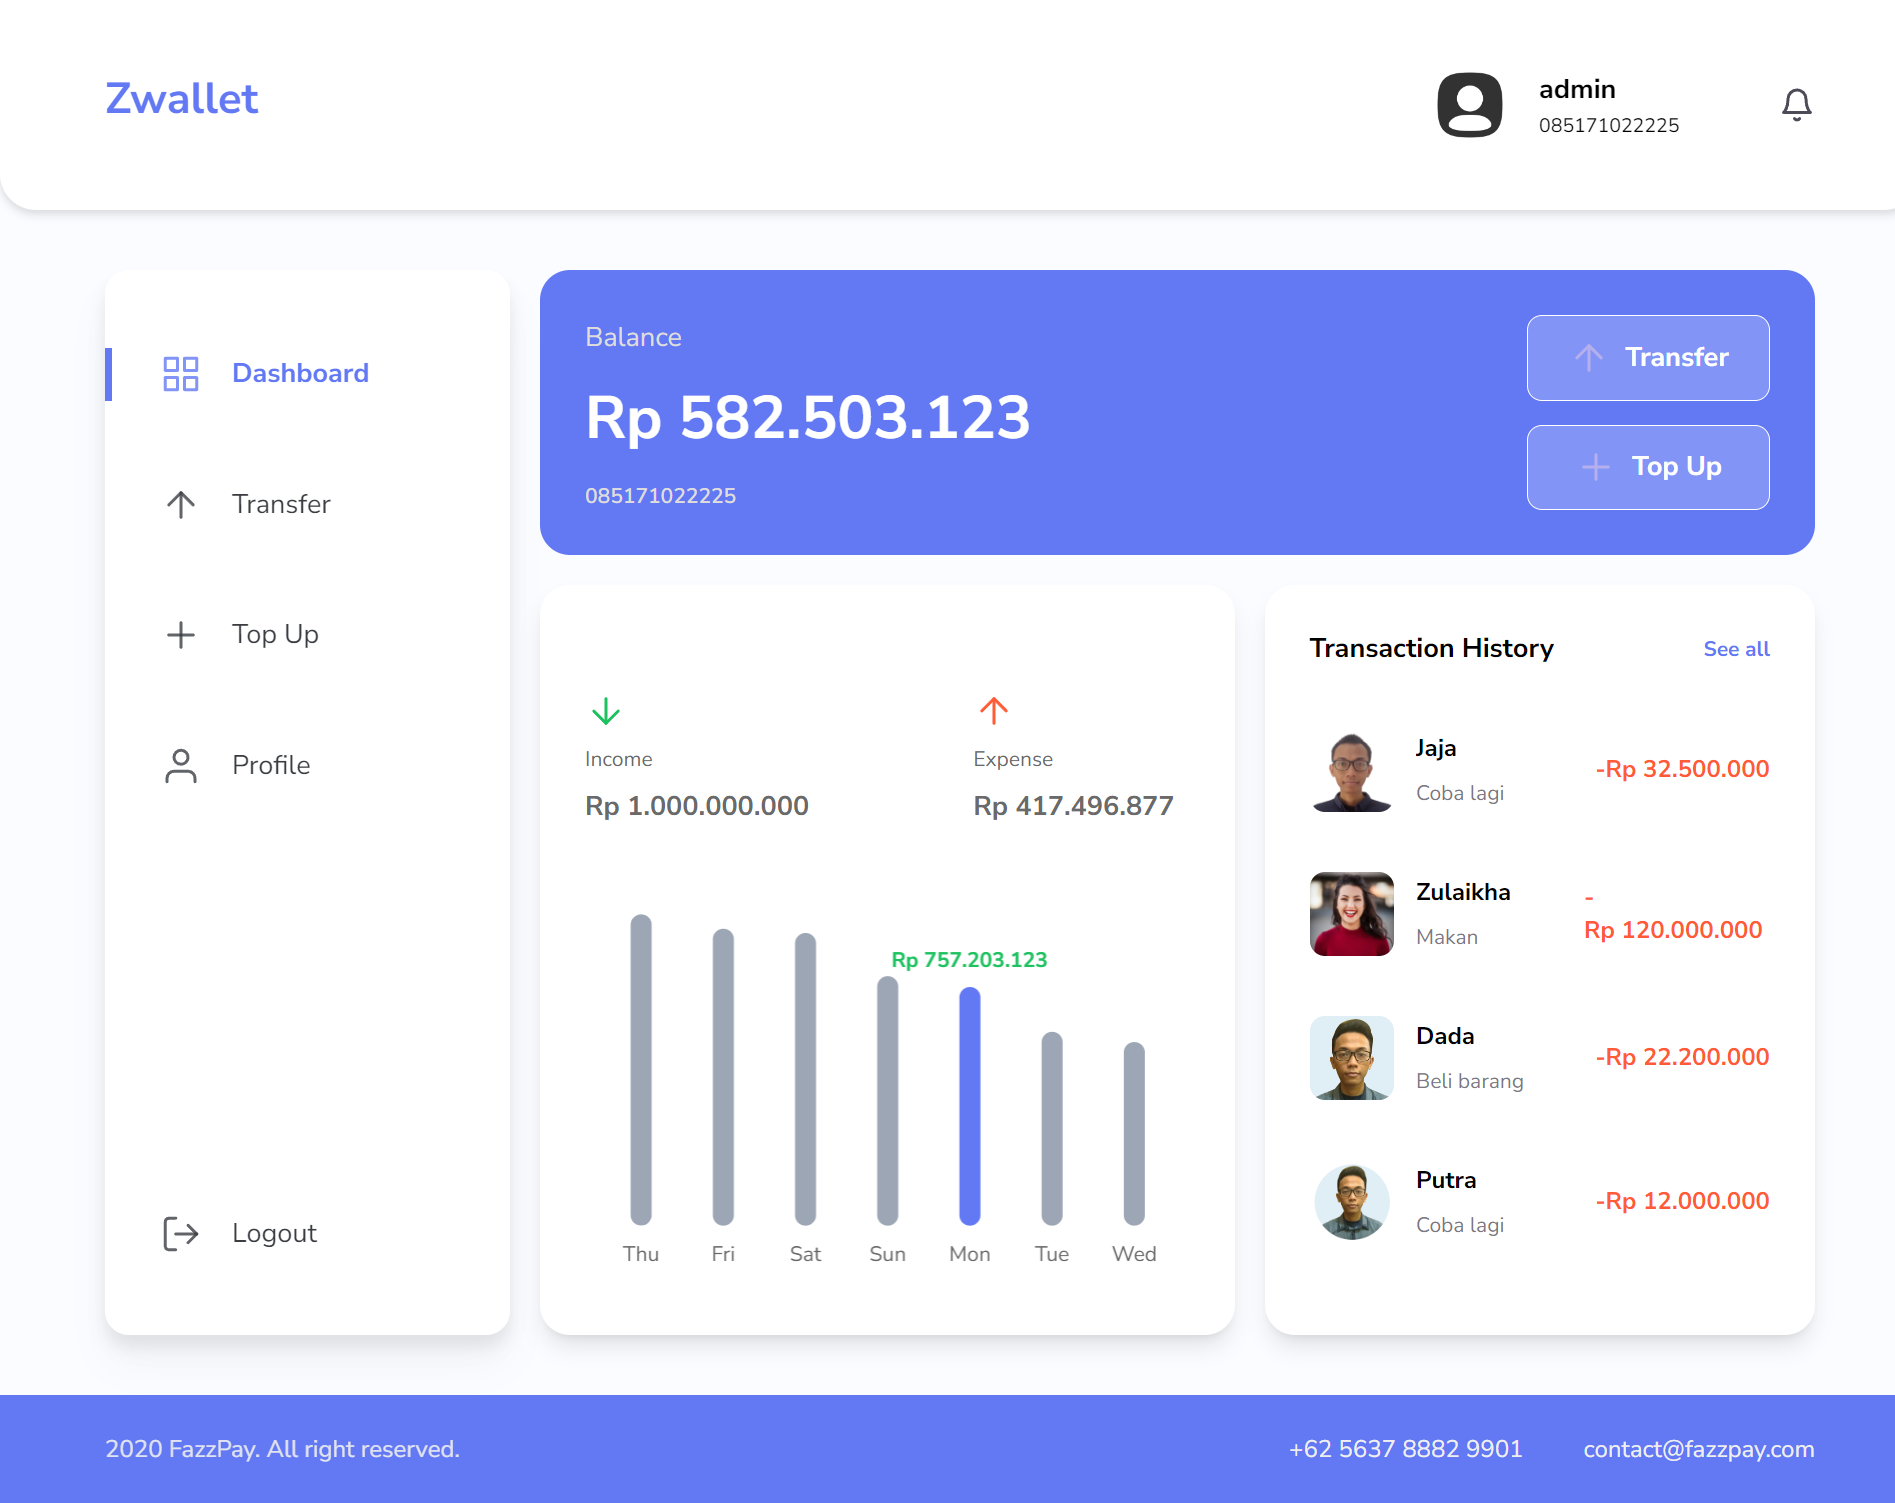 Zwallet
admin
085171022225
Dashboard
Transfer
Top Up
Profile
Logout
Balance
Rp 582.503.123
085171022225
Transfer
Top Up
Income
Rp 1.000.000.000
Expense
Rp 417.496.877
Rp 757.203.123
Thu Fri Sat Sun Mon Tue Wed
Transaction History See all
Jaja
Coba lagi
-Rp 32.500.000
Zulaikha
Makan
-
Rp 120.000.000
Dada
Beli barang
-Rp 22.200.000
Putra
Coba lagi
-Rp 12.000.000
2020 FazzPay. All right reserved.
+62 5637 8882 9901
contact@fazzpay.com